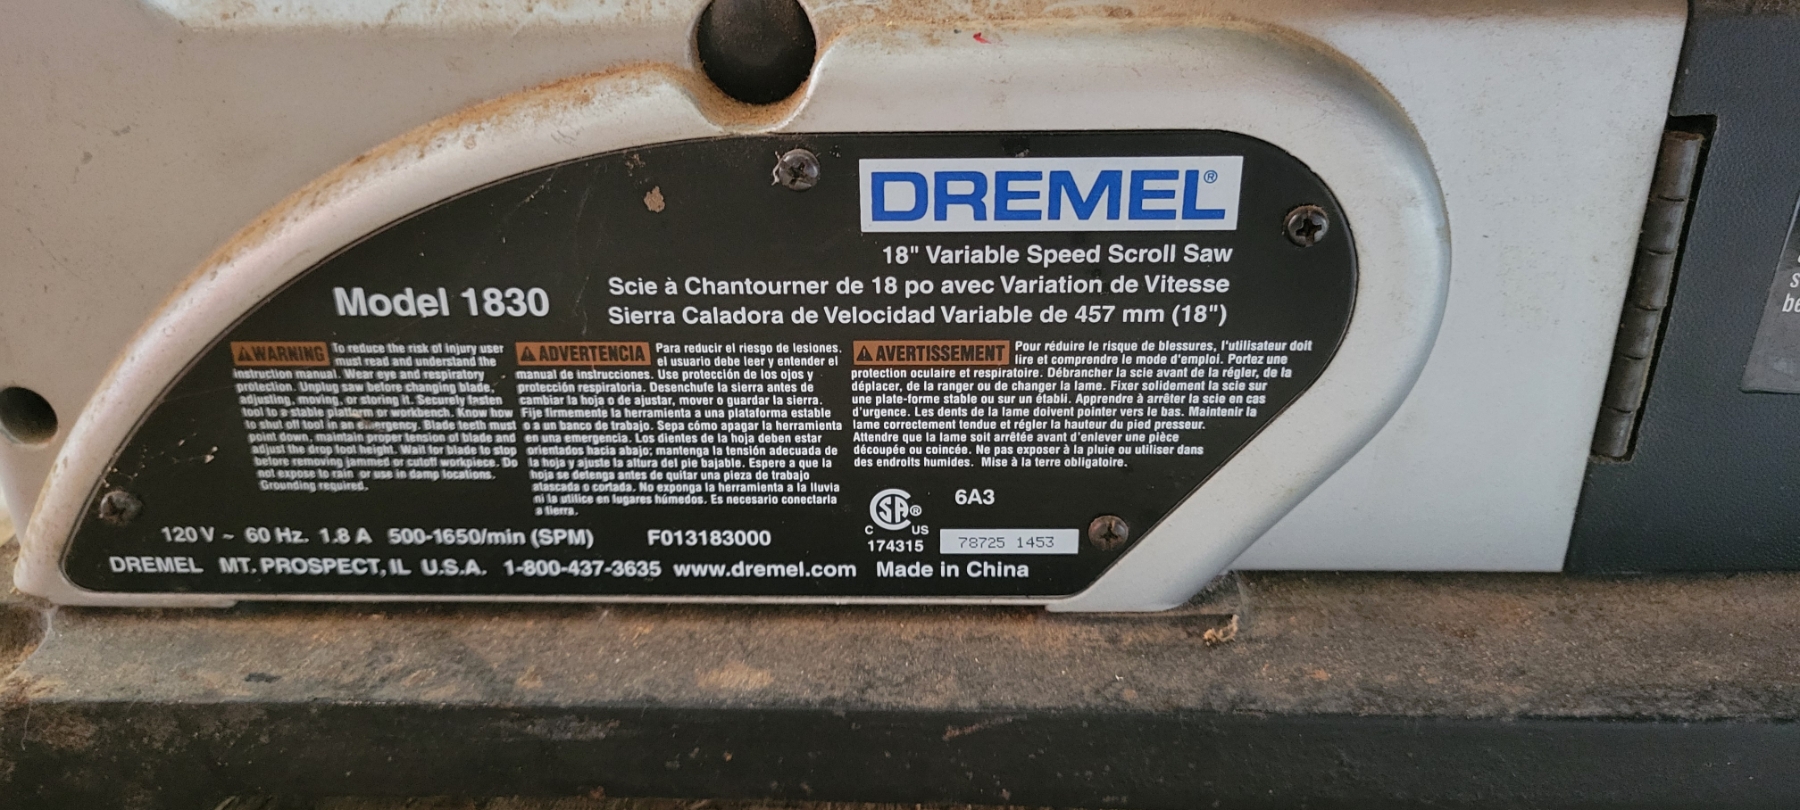 DREMEL®
18" Variable Speed Scroll Saw
Scie à Chantourner de 18 po avec Variation de Vitesse
Sierra Caladora de Velocidad Variable de 457 mm (18")
Model 1830
WARNING To reduce the risk of injury user
must read and understand the
instruction manual. Wear eye and respiratory
protection. Unplug saw before changing blade,
adjusting, moving, or storing it. Securely fasten
tool to a stable platform or workbench. Know how
to shut off tool in an emergency. Blade teeth must
point down, maintain proper tension of blade and
adjust the drop foot height. Wait for blade to stop
before removing jammed or cutoff workpiece. Do
not expose to rain or use in damp locations.
Grounding required.
ADVERTENCIA Para reducir el riesgo de lesiones,
el usuario debe leer y entender el
manual de instrucciones. Use protección de los ojos y
protección respiratoria. Desenchufe la sierra antes de
cambiar la hoja o de ajustar, mover o guardar la sierra.
Fije firmemente la herramienta a una plataforma estable
o a un banco de trabajo. Sepa cómo apagar la herramienta
en una emergencia. Los dientes de la hoja deben estar
orientados hacia abajo; mantenga la tensión adecuada de
la hoja y ajuste la altura del pie bajable. Espere a que la
hoja se detenga antes de quitar una pieza de trabajo
atascada o cortada. No exponga la herramienta a la lluvia
ni la utilice en lugares húmedos. Es necesario conectarla
a tierra.
AVERTISSEMENT Pour réduire le risque de blessures, l'utilisateur doit
lire et comprendre le mode d'emploi. Portez une
protection oculaire et respiratoire. Débrancher la scie avant de la régler, de la
déplacer, de la ranger ou de changer la lame. Fixer solidement la scie sur
une plate-forme stable ou sur un établi. Apprendre à arrêter la scie en cas
d'urgence. Les dents de la lame doivent pointer vers le bas. Maintenir la
lame correctement tendue et régler la hauteur du pied presseur.
Attendre que la lame soit arrêtée avant d'enlever une pièce
découpée ou coincée. Ne pas exposer à la pluie ou utiliser dans
des endroits humides. Mise à la terre obligatoire.
6A3
C SA® US
174315
78725 1453
120 V ~ 60 Hz. 1.8 A 500-1650/min (SPM) F013183000
DREMEL MT. PROSPECT, IL U.S.A. 1-800-437-3635 www.dremel.com Made in China